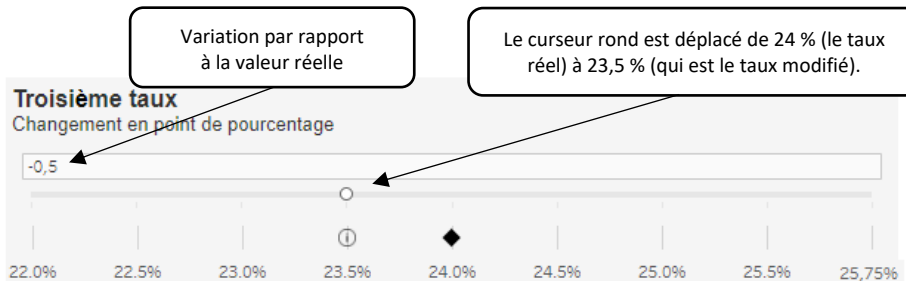 Variation par rapport
à la valeur réelle
Le curseur rond est déplacé de 24 % (le taux
réel) à 23,5 % (qui est le taux modifié).
Troisième taux
Changement en point de pourcentage
-0,5
22.0% 22.5% 23.0% 23.5% 24.0% 24.5% 25.0% 25.5% 25,75%